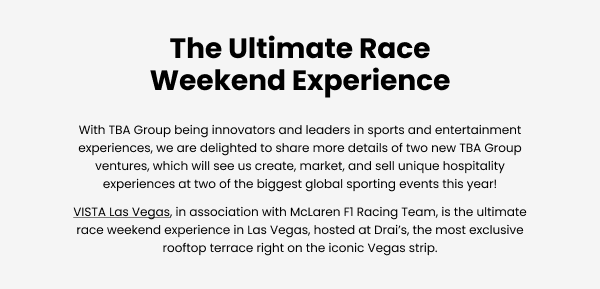 The Ultimate Race
Weekend Experience
With TBA Group being innovators and leaders in sports and entertainment
experiences, we are delighted to share more details of two new TBA Group
ventures, which will see us create, market, and sell unique hospitality
experiences at two of the biggest global sporting events this year!
VISTA Las Vegas, in association with McLaren F1 Racing Team, is the ultimate
race weekend experience in Las Vegas, hosted at Drai’s, the most exclusive
rooftop terrace right on the iconic Vegas strip.